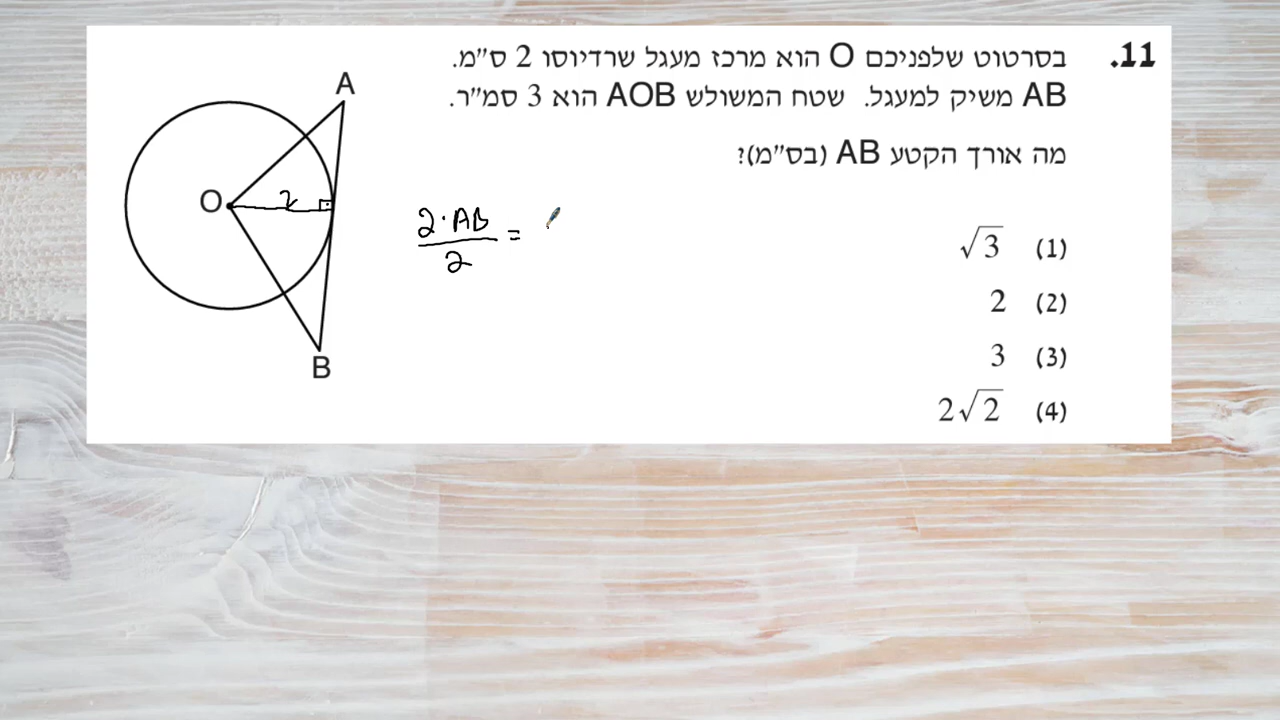 11. בסרטוט שלפניכם O הוא מרכז מעגל שרדיוסו 2 ס"מ.
AB משיק למעגל. שטח המשולש AOB הוא 3 סמ"ר.
מה אורך הקטע AB (בס"מ)?
(1) √3
(2) 2
(3) 3
(4) 2√2
A
O
2
B
2·AB
2
=